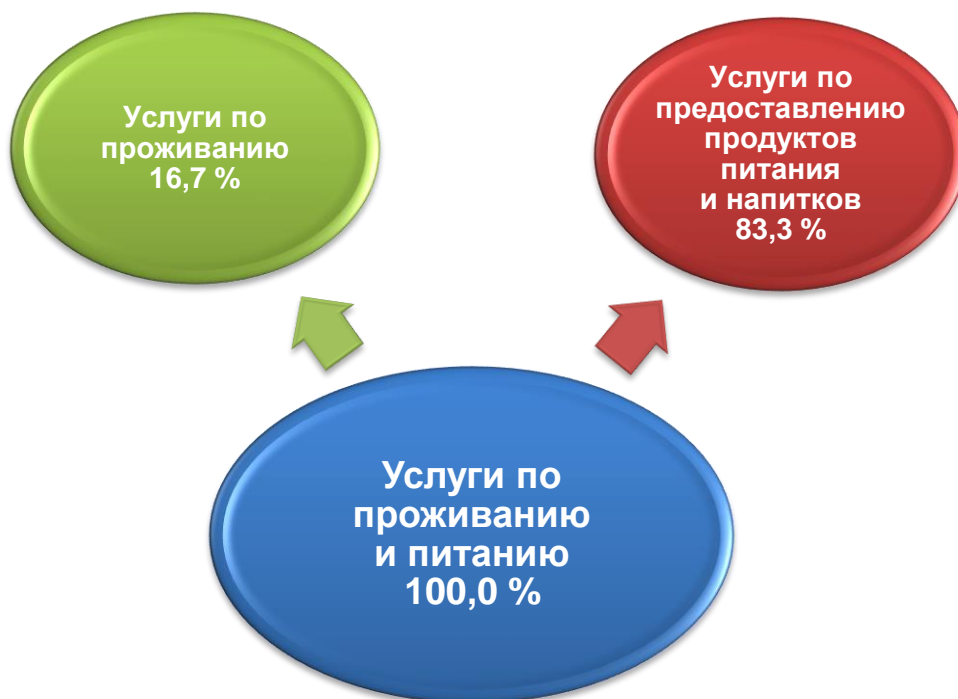 Услуги по
проживанию
16,7 %
Услуги по
предоставлению
продуктов
питания
и напитков
83,3 %
Услуги по
проживанию
и питанию
100,0 %